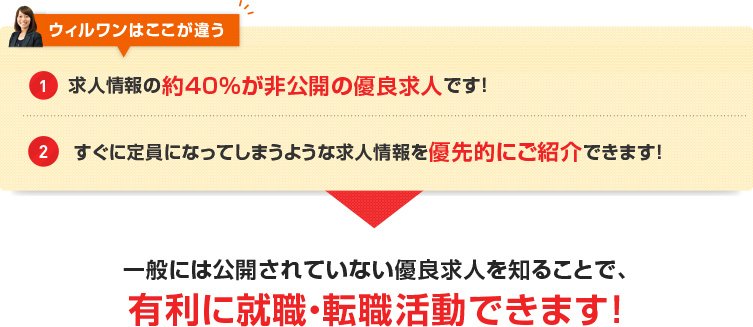 ウィルワンはここが違う
1 求人情報の約40%が非公開の優良求人です!
2 すぐに定員になってしまうような求人情報を優先的にご紹介できます!
一般には公開されていない優良求人を知ることで、
有利に就職・転職活動できます!